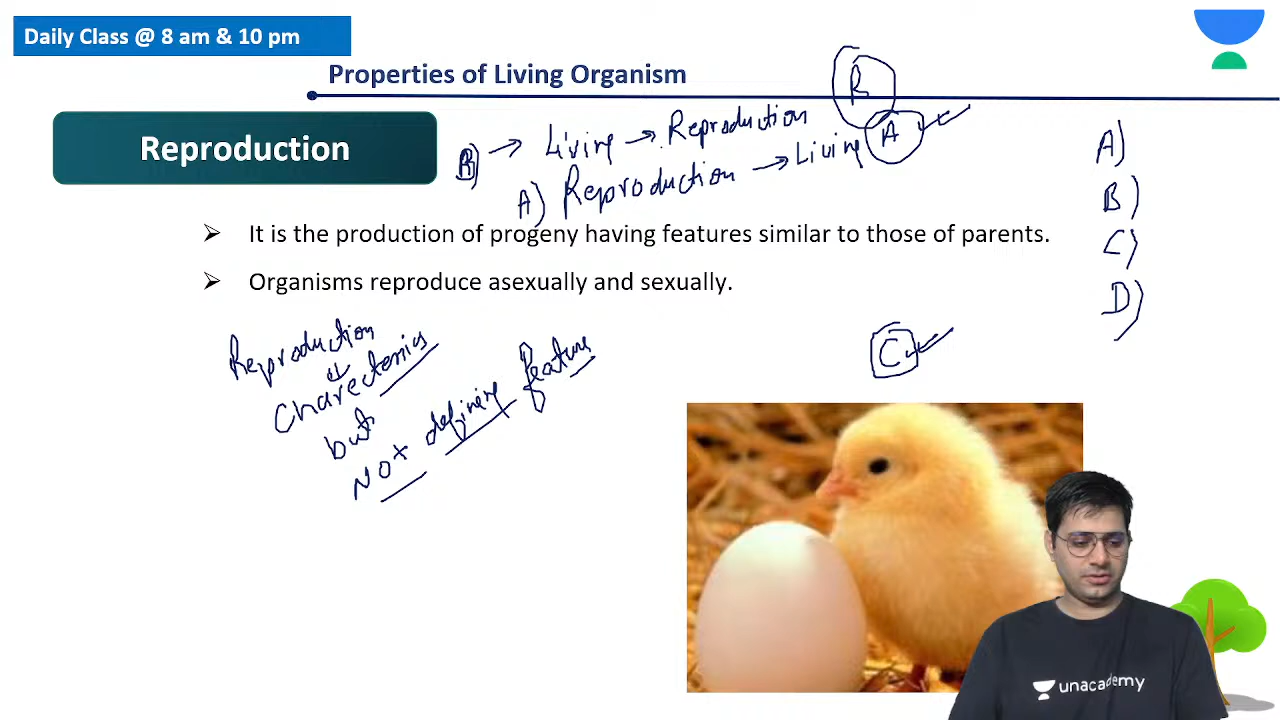 Daily Class @ 8 am & 10 pm
Properties of Living Organism
Reproduction
R
B) → Living → Reproduction
A) Reproduction → Living A
A)
B)
C)
D)
➢ It is the production of progeny having features similar to those of parents.
➢ Organisms reproduce asexually and sexually.
Reproduction
but
Not defining feature
C
unacademy